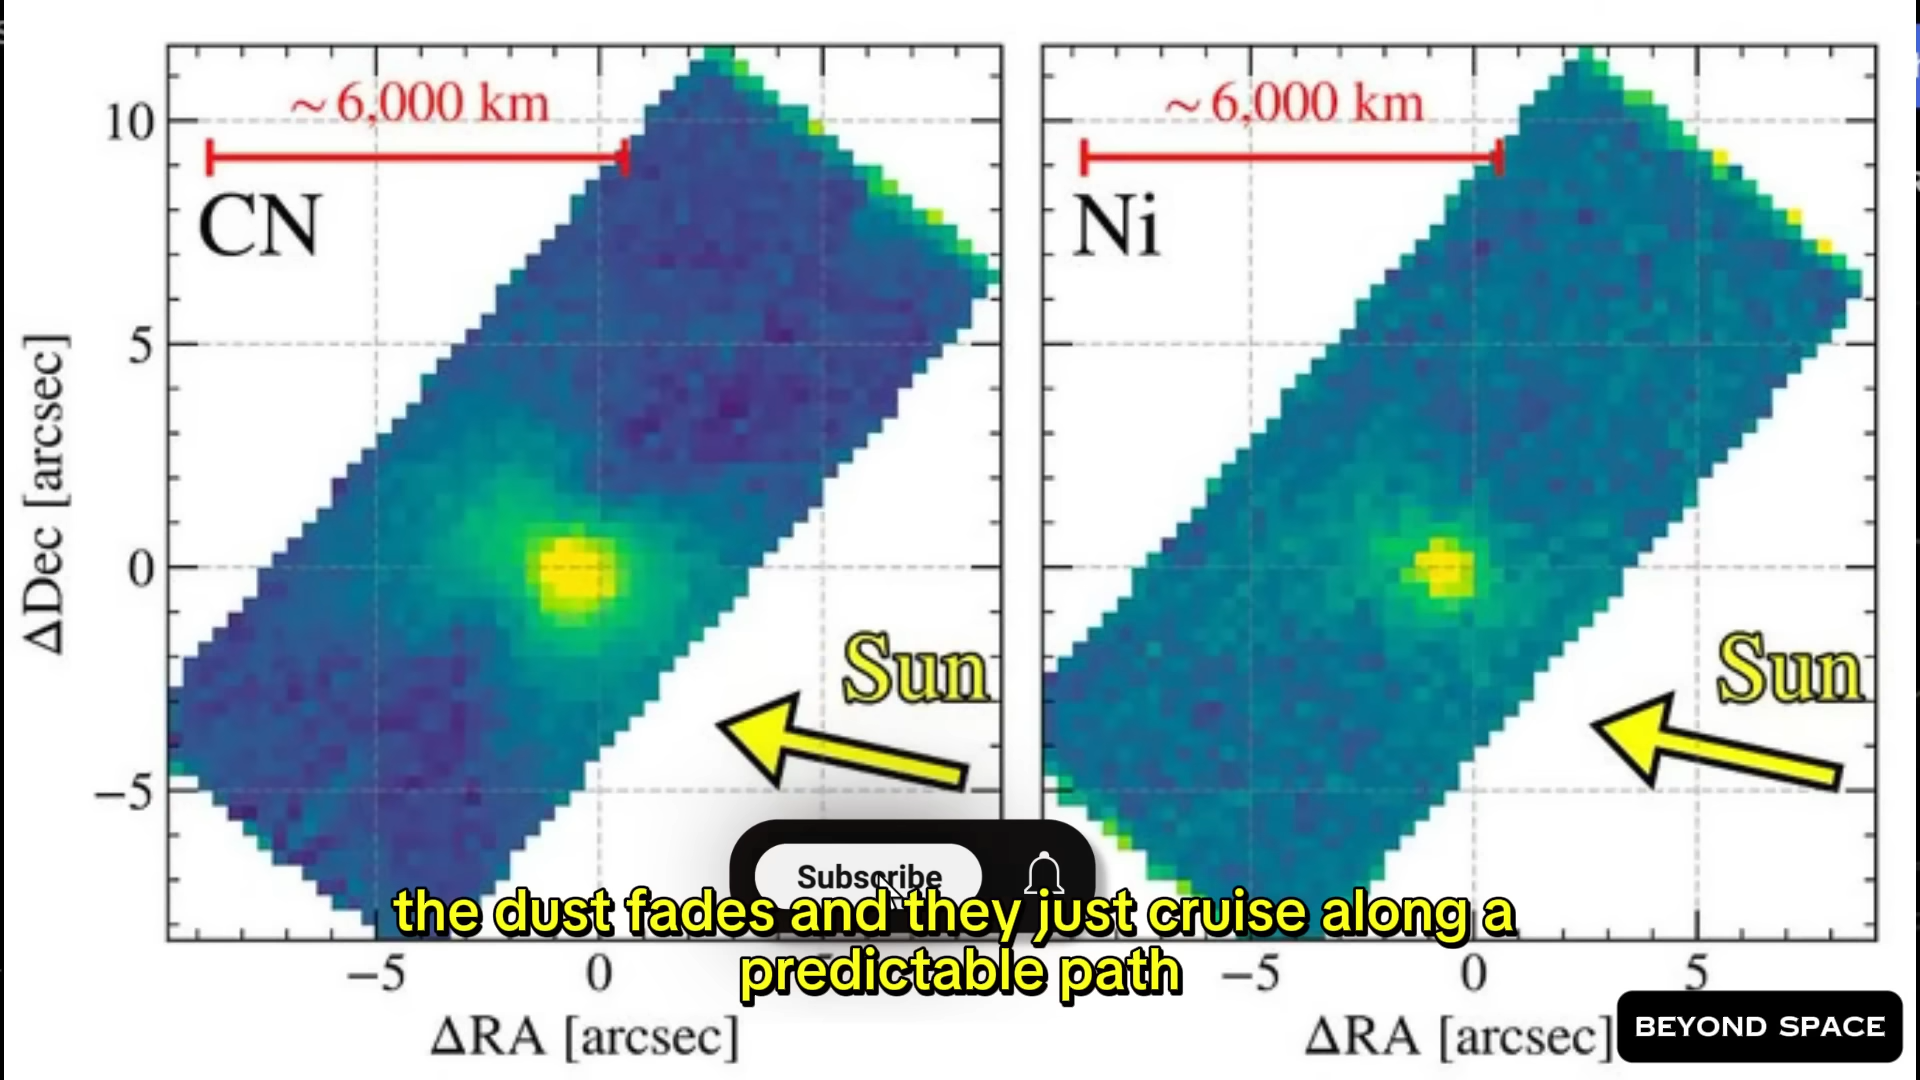 ~6,000 km
~6,000 km
10
CN
Ni
5
ΔDec [arcsec]
0
Sun
Sun
−5
Subscribe
the dust fades and they just cruise along a
predictable path
−5
0
−5
0
5
ΔRA [arcsec]
ΔRA [arcsec]
BEYOND SPACE